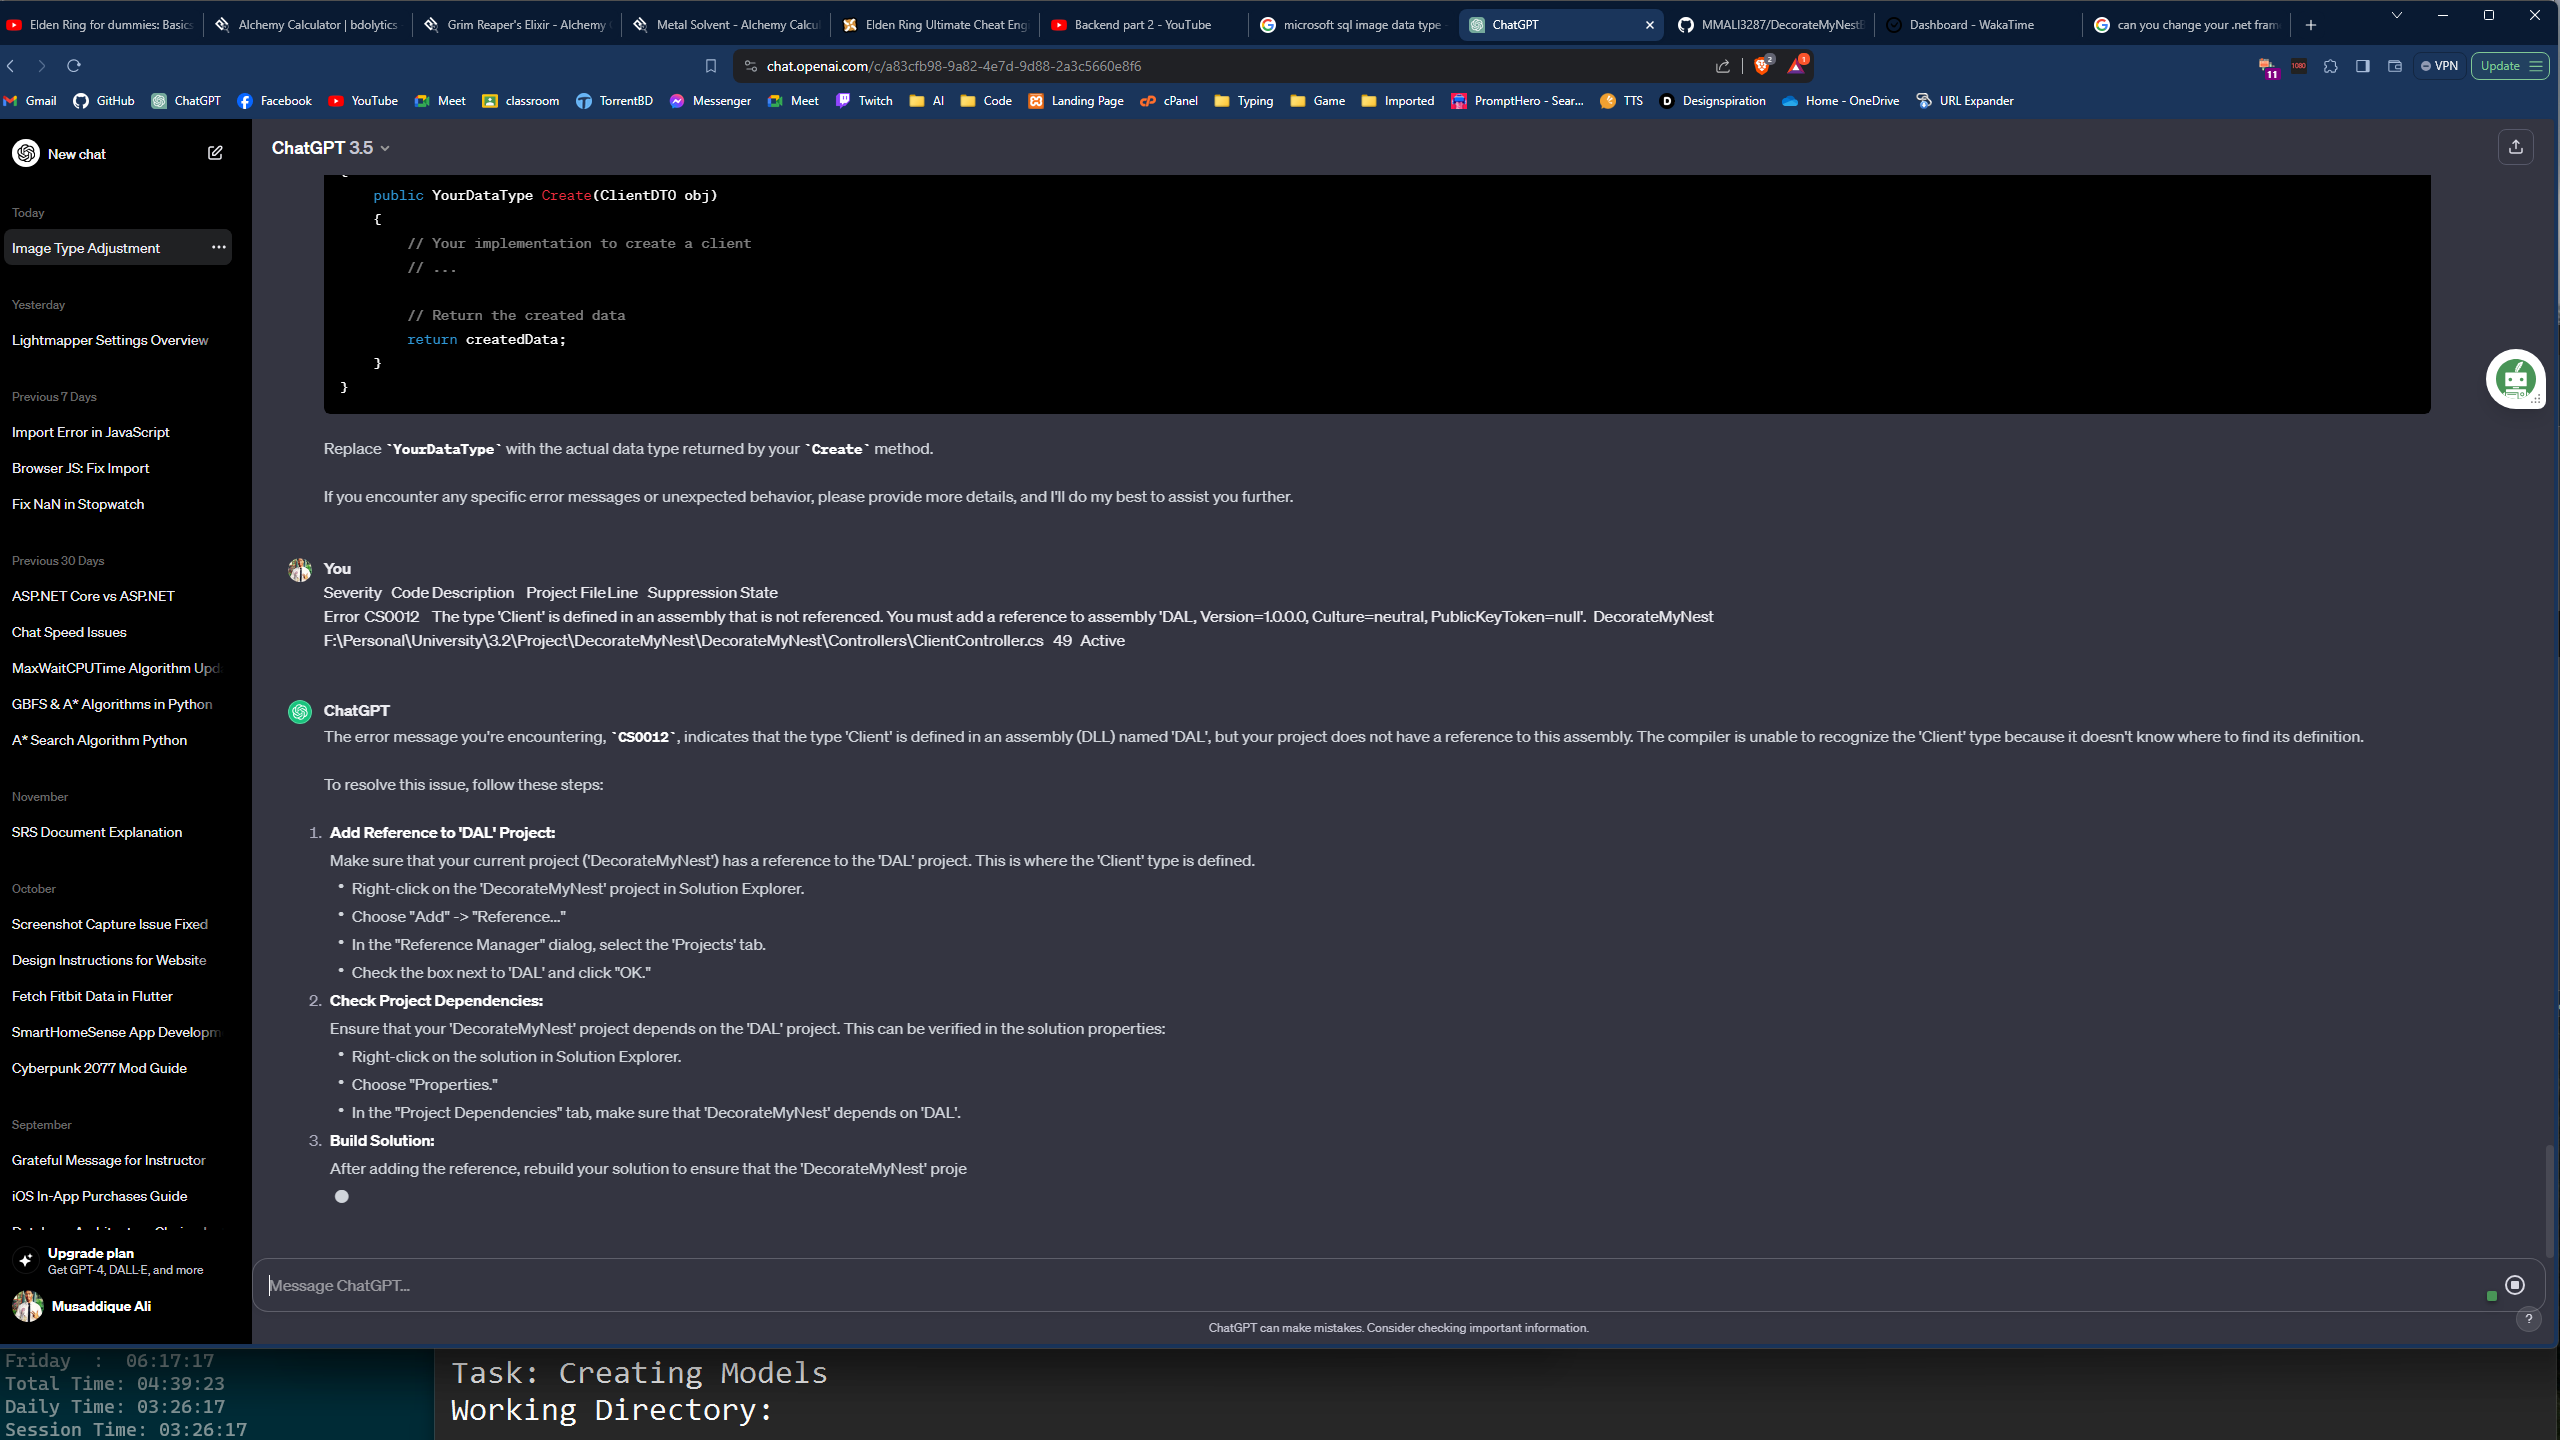 Elden Ring for dummies: Basics
Alchemy Calculator | bdolytics
Grim Reaper's Elixir - Alchemy
Metal Solvent - Alchemy Calcu
Elden Ring Ultimate Cheat Eng
Backend part 2 - YouTube
microsoft sql image data type
ChatGPT
MMALI3287/DecorateMyNest
Dashboard - WakaTime
can you change your .net fram
chat.openai.com/c/a83cfb98-9a82-4e7d-9d88-2a3c5660e8f6
2
1
11
1080
VPN
Update
Gmail
GitHub
ChatGPT
Facebook
YouTube
Meet
classroom
TorrentBD
Messenger
Meet
Twitch
AI
Code
Landing Page
cPanel
Typing
Game
Imported
PromptHero - Sear...
TTS
Designspiration
Home - OneDrive
URL Expander
New chat
Today
Image Type Adjustment
Yesterday
Lightmapper Settings Overview
Previous 7 Days
Import Error in JavaScript
Browser JS: Fix Import
Fix NaN in Stopwatch
Previous 30 Days
ASP.NET Core vs ASP.NET
Chat Speed Issues
MaxWaitCPUTime Algorithm Upd
GBFS & A* Algorithms in Python
A* Search Algorithm Python
November
SRS Document Explanation
October
Screenshot Capture Issue Fixed
Design Instructions for Website
Fetch Fitbit Data in Flutter
SmartHomeSense App Developm
Cyberpunk 2077 Mod Guide
September
Grateful Message for Instructor
iOS In-App Purchases Guide
Upgrade plan
Get GPT-4, DALL·E, and more
Musaddique Ali
ChatGPT 3.5
{
public YourDataType Create(ClientDTO obj)
{
// Your implementation to create a client
// ...
// Return the created data
return createdData;
}
}
Replace `YourDataType` with the actual data type returned by your `Create` method.
If you encounter any specific error messages or unexpected behavior, please provide more details, and I'll do my best to assist you further.
You
Severity Code Description Project File Line Suppression State
Error CS0012 The type 'Client' is defined in an assembly that is not referenced. You must add a reference to assembly 'DAL, Version=1.0.0.0, Culture=neutral, PublicKeyToken=null'. DecorateMyNest
F:\Personal\University\3.2\Project\DecorateMyNest\DecorateMyNest\Controllers\ClientController.cs 49 Active
ChatGPT
The error message you're encountering, `CS0012`, indicates that the type 'Client' is defined in an assembly (DLL) named 'DAL', but your project does not have a reference to this assembly. The compiler is unable to recognize the 'Client' type because it doesn't know where to find its definition.
To resolve this issue, follow these steps:
1. Add Reference to 'DAL' Project:
Make sure that your current project ('DecorateMyNest') has a reference to the 'DAL' project. This is where the 'Client' type is defined.
• Right-click on the 'DecorateMyNest' project in Solution Explorer.
• Choose "Add" -> "Reference..."
• In the "Reference Manager" dialog, select the 'Projects' tab.
• Check the box next to 'DAL' and click "OK."
2. Check Project Dependencies:
Ensure that your 'DecorateMyNest' project depends on the 'DAL' project. This can be verified in the solution properties:
• Right-click on the solution in Solution Explorer.
• Choose "Properties."
• In the "Project Dependencies" tab, make sure that 'DecorateMyNest' depends on 'DAL'.
3. Build Solution:
After adding the reference, rebuild your solution to ensure that the 'DecorateMyNest' proje
Message ChatGPT...
ChatGPT can make mistakes. Consider checking important information.
?
Friday : 06:17:17
Total Time: 04:39:23
Daily Time: 03:26:17
Session Time: 03:26:17
Task: Creating Models
Working Directory: